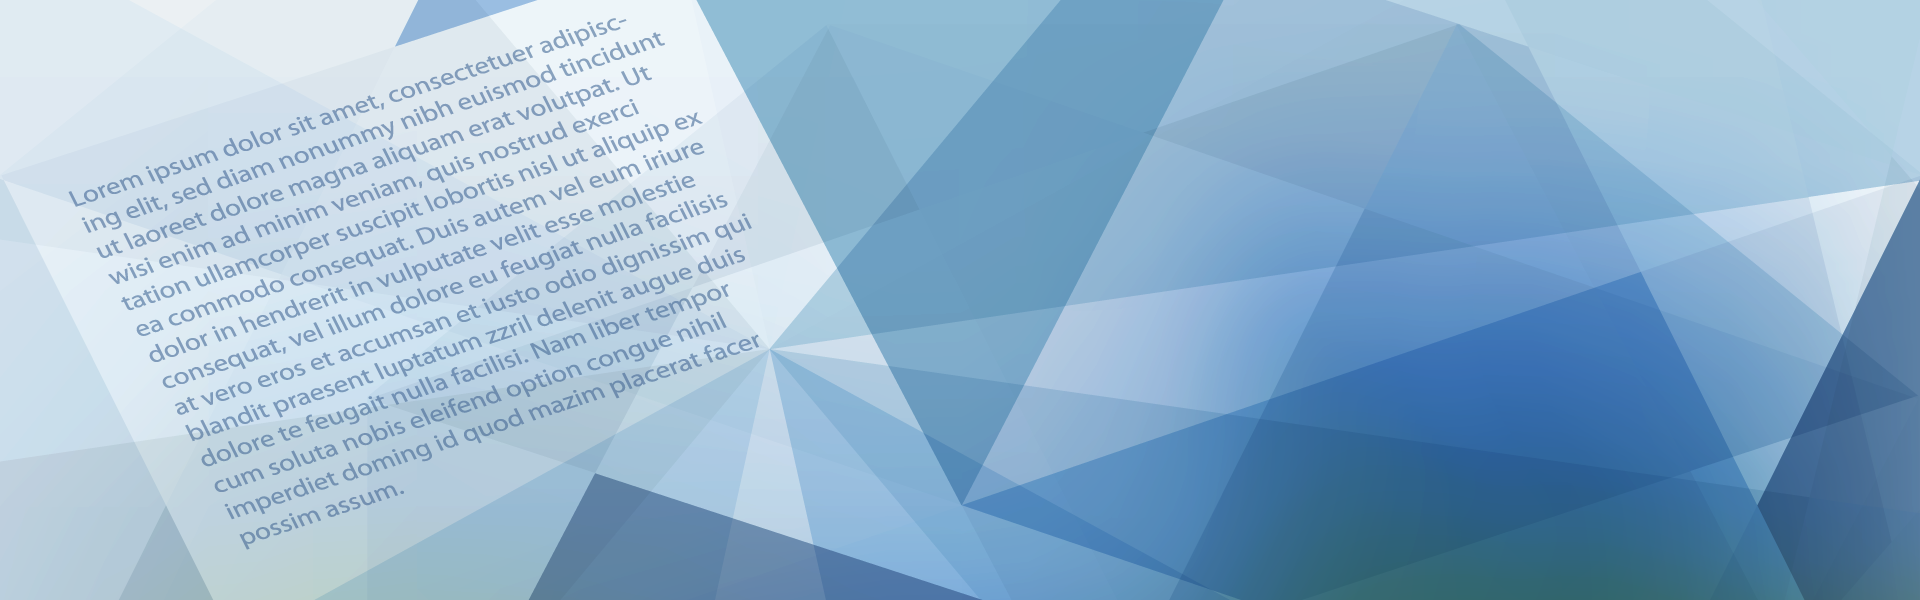 Lorem ipsum dolor sit amet, consectetuer adipisc-
ing elit, sed diam nonummy nibh euismod tincidunt
ut laoreet dolore magna aliquam erat volutpat. Ut
wisi enim ad minim veniam, quis nostrud exerci
tation ullamcorper suscipit lobortis nisl ut aliquip ex
ea commodo consequat. Duis autem vel eum iriure
dolor in hendrerit in vulputate velit esse molestie
consequat, vel illum dolore eu feugiat nulla facilisis
at vero eros et accumsan et iusto odio dignissim qui
blandit praesent luptatum zzril delenit augue duis
dolore te feugait nulla facilisi. Nam liber tempor
cum soluta nobis eleifend option congue nihil
imperdiet doming id quod mazim placerat facer
possim assum.